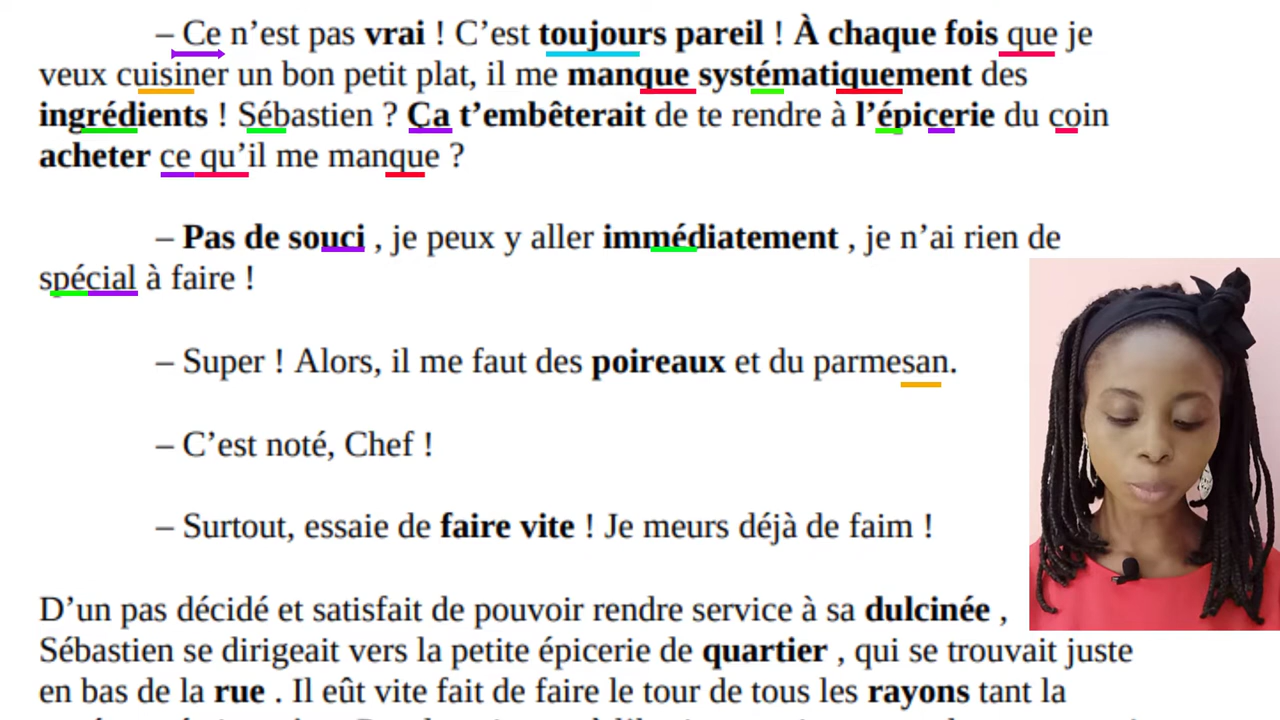 – Ce n’est pas vrai ! C’est toujours pareil ! À chaque fois que je
veux cuisiner un bon petit plat, il me manque systématiquement des
ingrédients ! Sébastien ? Ça t’embêterait de te rendre à l’épicerie du coin
acheter ce qu’il me manque ?
– Pas de souci , je peux y aller immédiatement , je n’ai rien de
spécial à faire !
– Super ! Alors, il me faut des poireaux et du parmesan.
– C’est noté, Chef !
– Surtout, essaie de faire vite ! Je meurs déjà de faim !
D’un pas décidé et satisfait de pouvoir rendre service à sa dulcinée ,
Sébastien se dirigeait vers la petite épicerie de quartier , qui se trouvait juste
en bas de la rue . Il eût vite fait de faire le tour de tous les rayons tant la